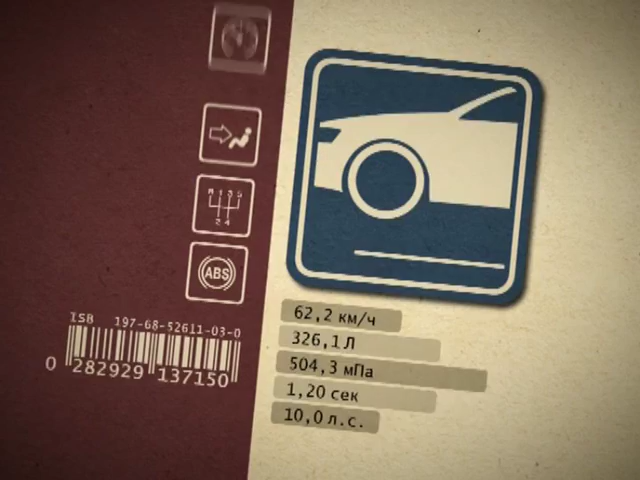 R 1 3 5
2 4
ABS
ISB 197-68-52611-03-0
0 282929 137150
62,2 км/ч
326,1 Л
504,3 мПа
1,20 сек
10,0 л.с.